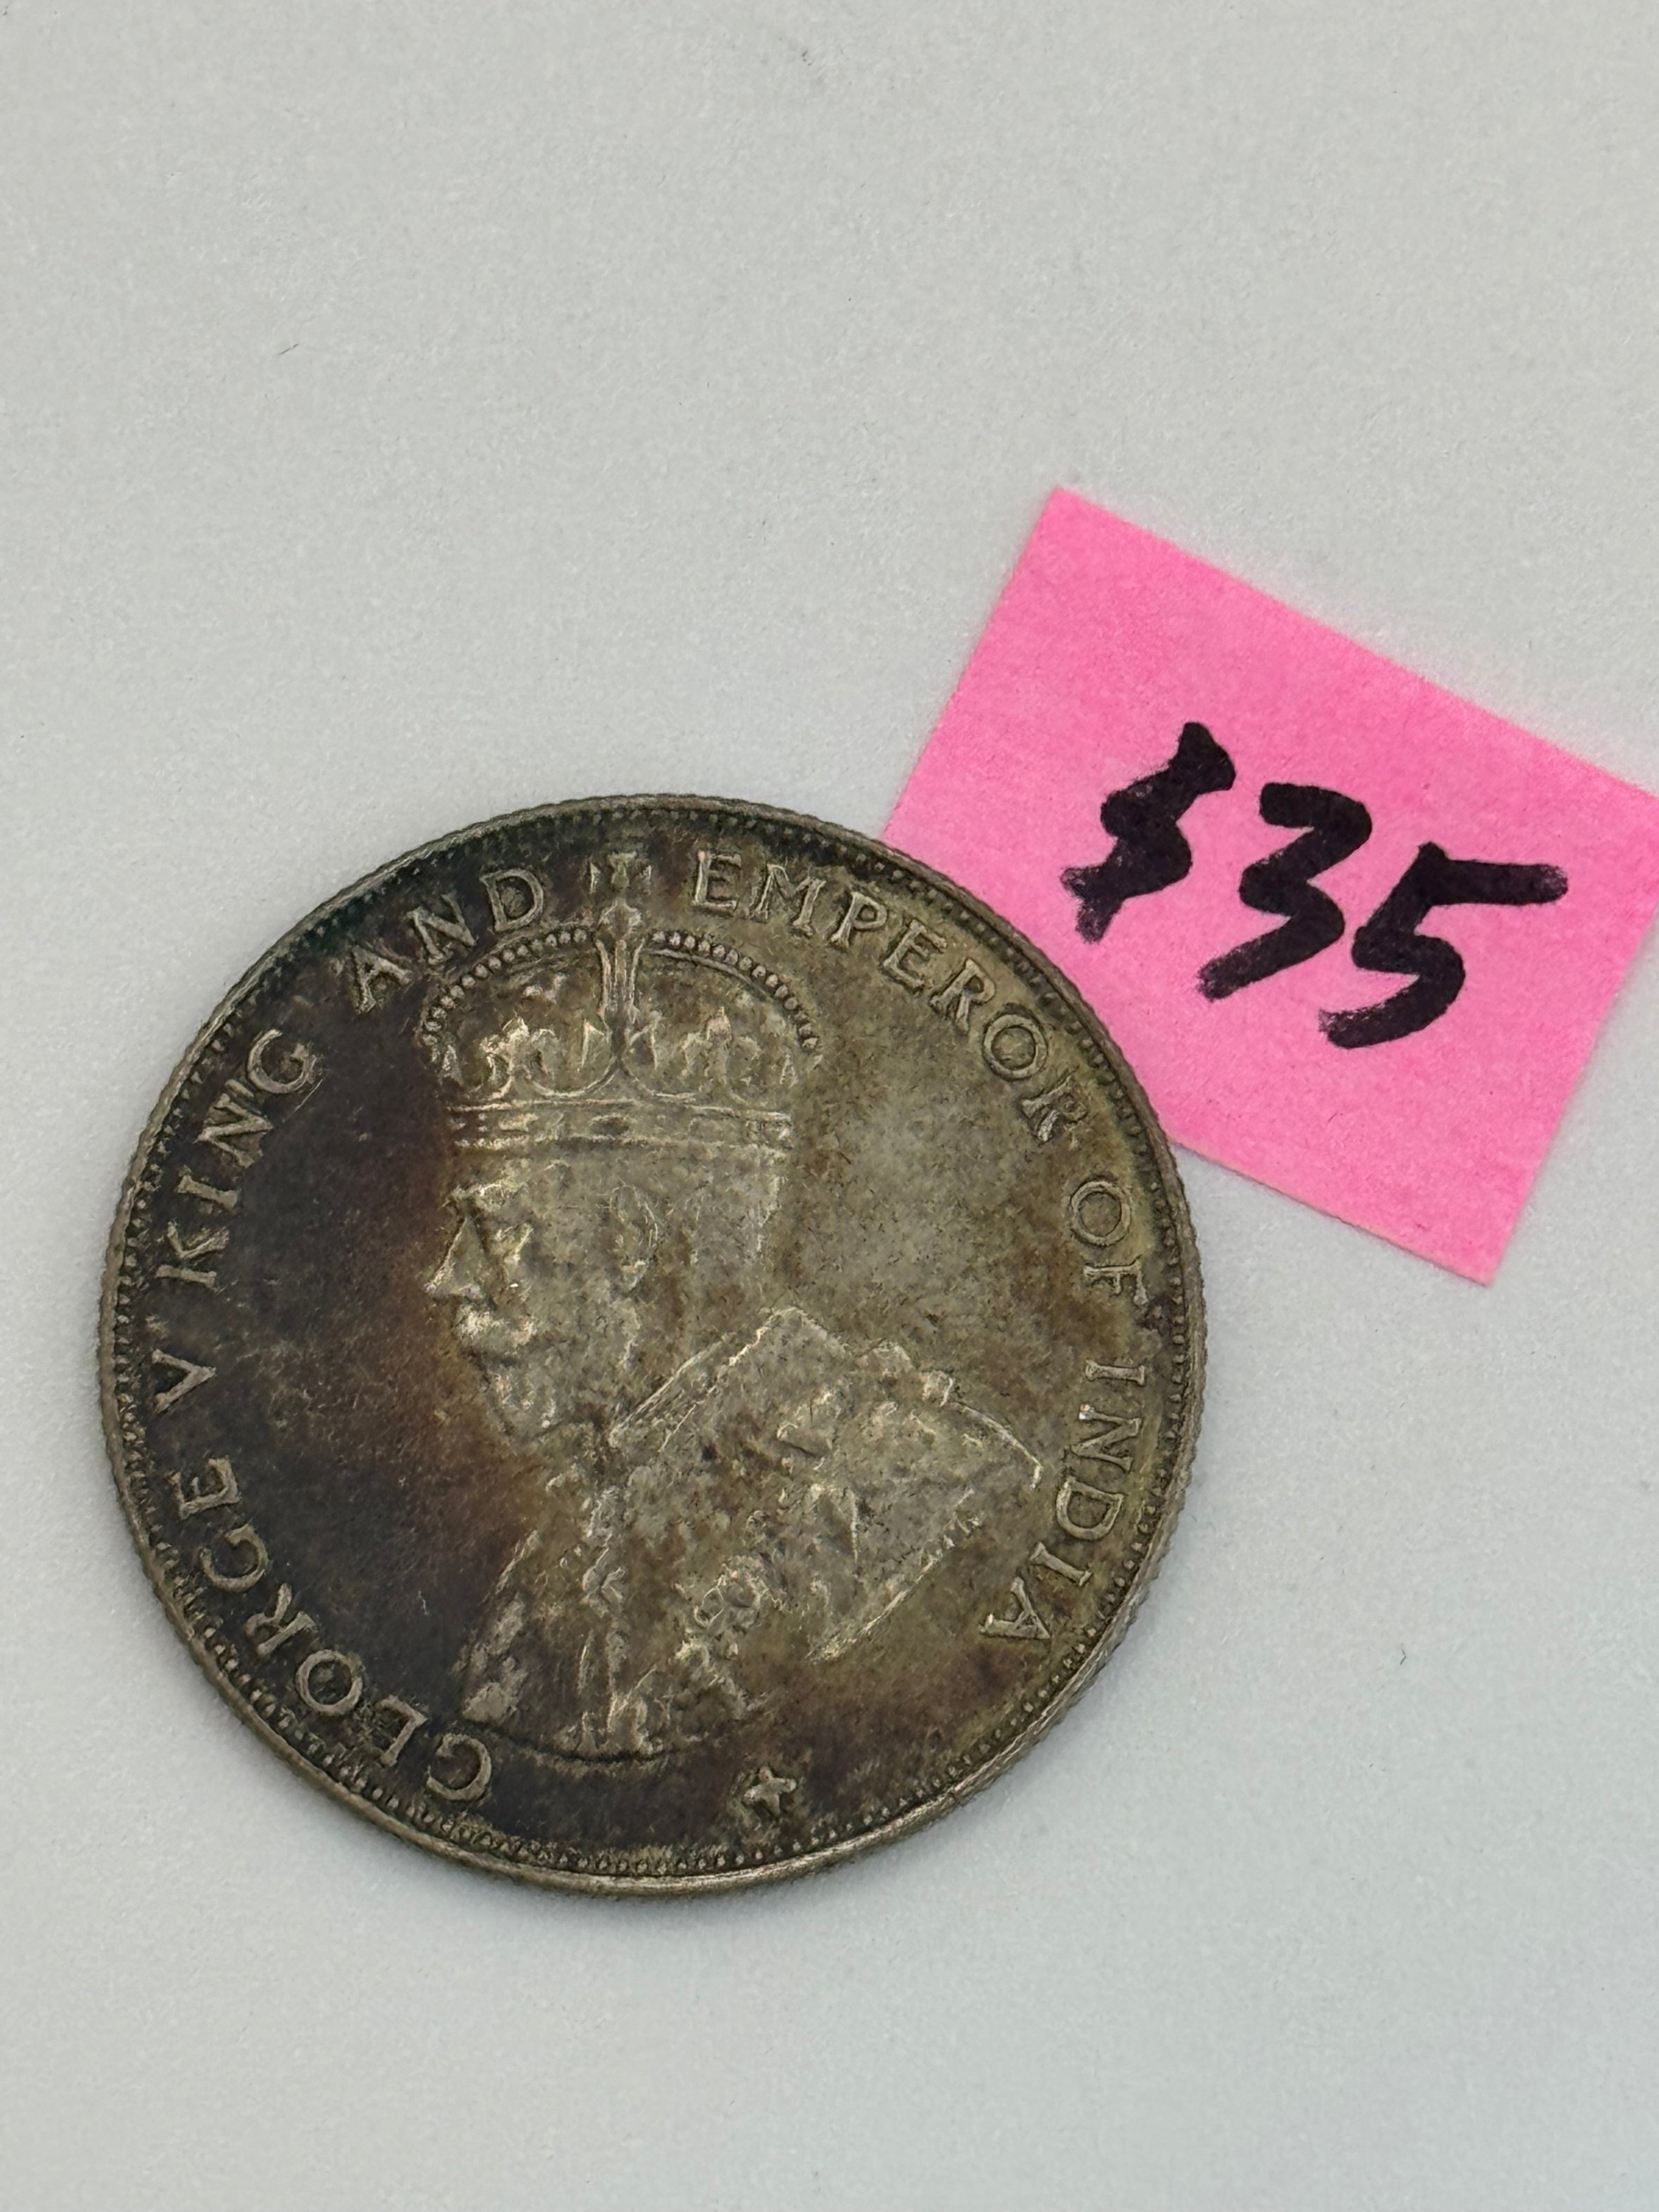 GEORGE V KING AND EMPEROR OF INDIA
$35